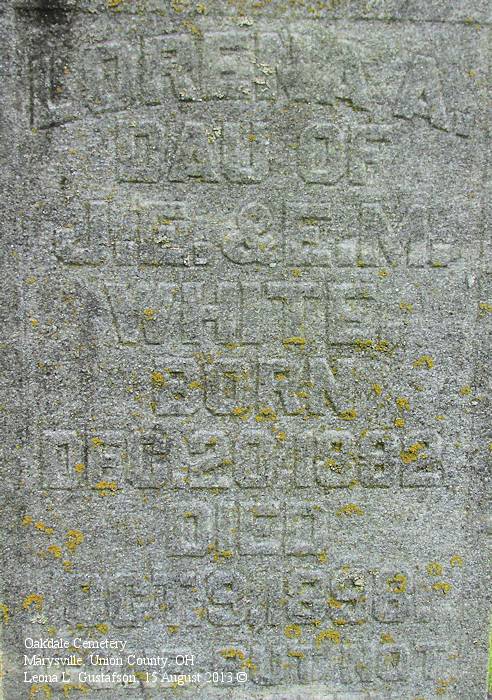 LORENA A.
DAU OF
J.E. & E.M.
WHITE
BORN
DEC. 20, 1882
DIED
OCT. 9, 1898
Oakdale Cemetery
Marysville, Union County, OH
Leona L. Gustafson, 15 August 2013 ©